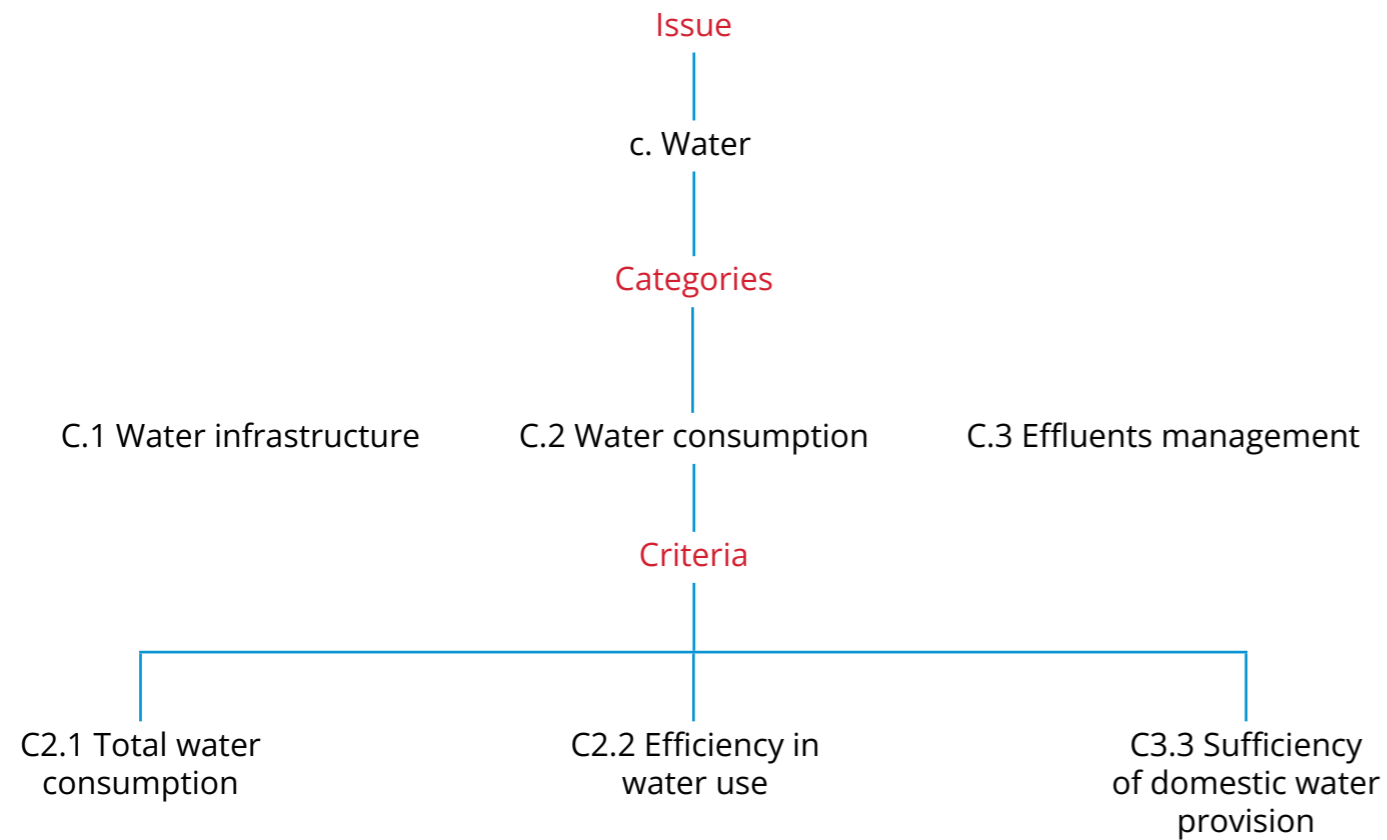 Issue
c. Water
Categories
C.1 Water infrastructure
C.2 Water consumption
C.3 Effluents management
Criteria
C2.1 Total water
consumption
C2.2 Efficiency in
water use
C3.3 Sufficiency
of domestic water
provision